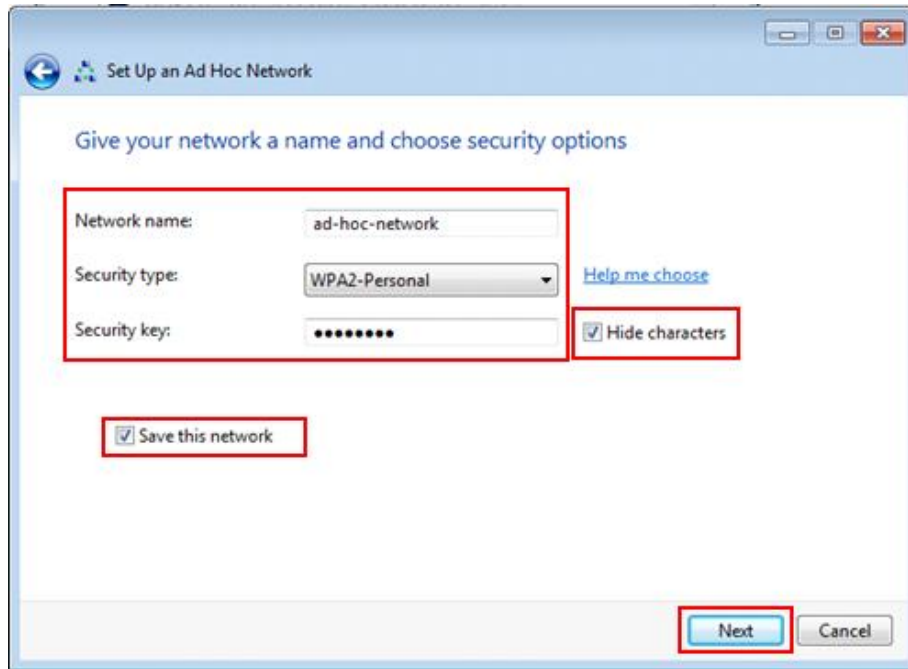 Set Up an Ad Hoc Network
Give your network a name and choose security options
Network name: ad-hoc-network
Security type: WPA2-Personal Help me choose
Security key: ●●●●●●●● Hide characters
Save this network
Next Cancel